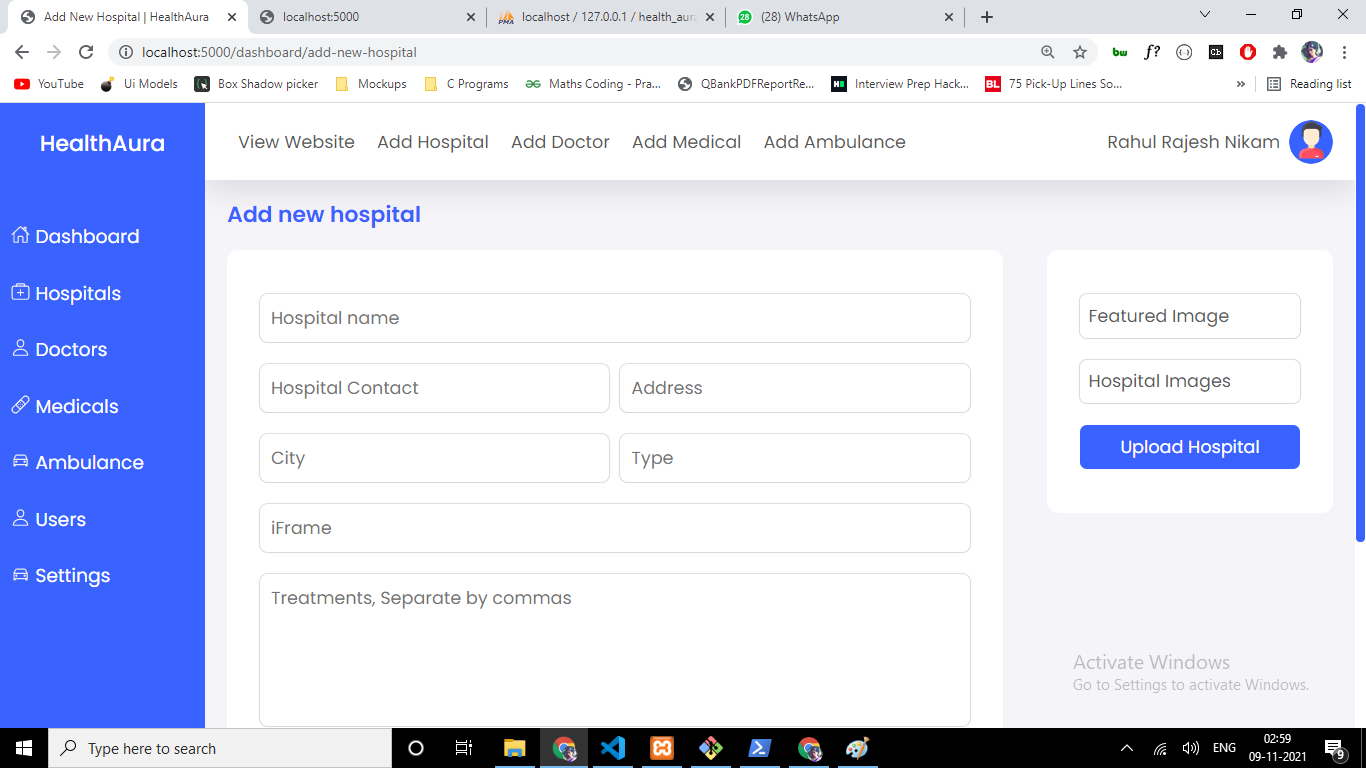 Add New Hospital | HealthAura
localhost:5000
localhost / 127.0.0.1 / health_aura
(28) WhatsApp
localhost:5000/dashboard/add-new-hospital
YouTube
Ui Models
Box Shadow picker
Mockups
C Programs
Maths Coding - Pra...
QBankPDFReportRe...
Interview Prep Hack...
75 Pick-Up Lines So...
»
Reading list
HealthAura
View Website
Add Hospital
Add Doctor
Add Medical
Add Ambulance
Rahul Rajesh Nikam
Dashboard
Hospitals
Doctors
Medicals
Ambulance
Users
Settings
Add new hospital
Hospital name
Hospital Contact
Address
City
Type
iFrame
Treatments, Separate by commas
Featured Image
Hospital Images
Upload Hospital
Activate Windows
Go to Settings to activate Windows.
Type here to search
ENG
02:59
09-11-2021
9